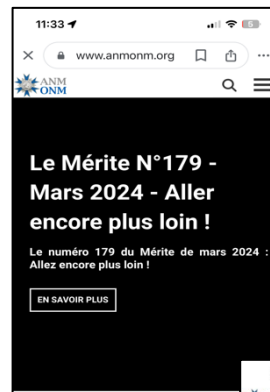 11:33
5
www.anmonm.org
ANM
ONM
Le Mérite N°179 -
Mars 2024 - Aller
encore plus loin !
Le numéro 179 du Mérite de mars 2024 :
Allez encore plus loin !
EN SAVOIR PLUS